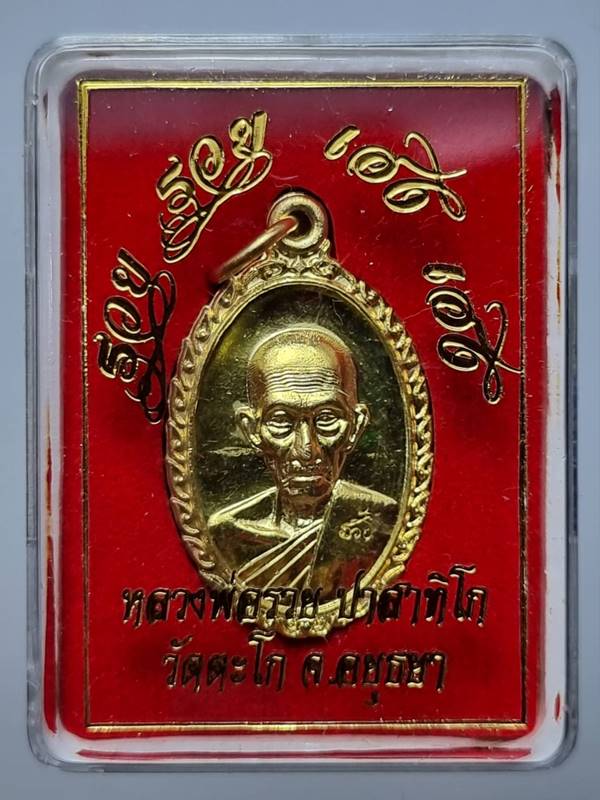 รวย รวย เฮง เฮง
หลวงพ่อรวย ปาสาทิโก
วัดตะโก จ.อยุธยา